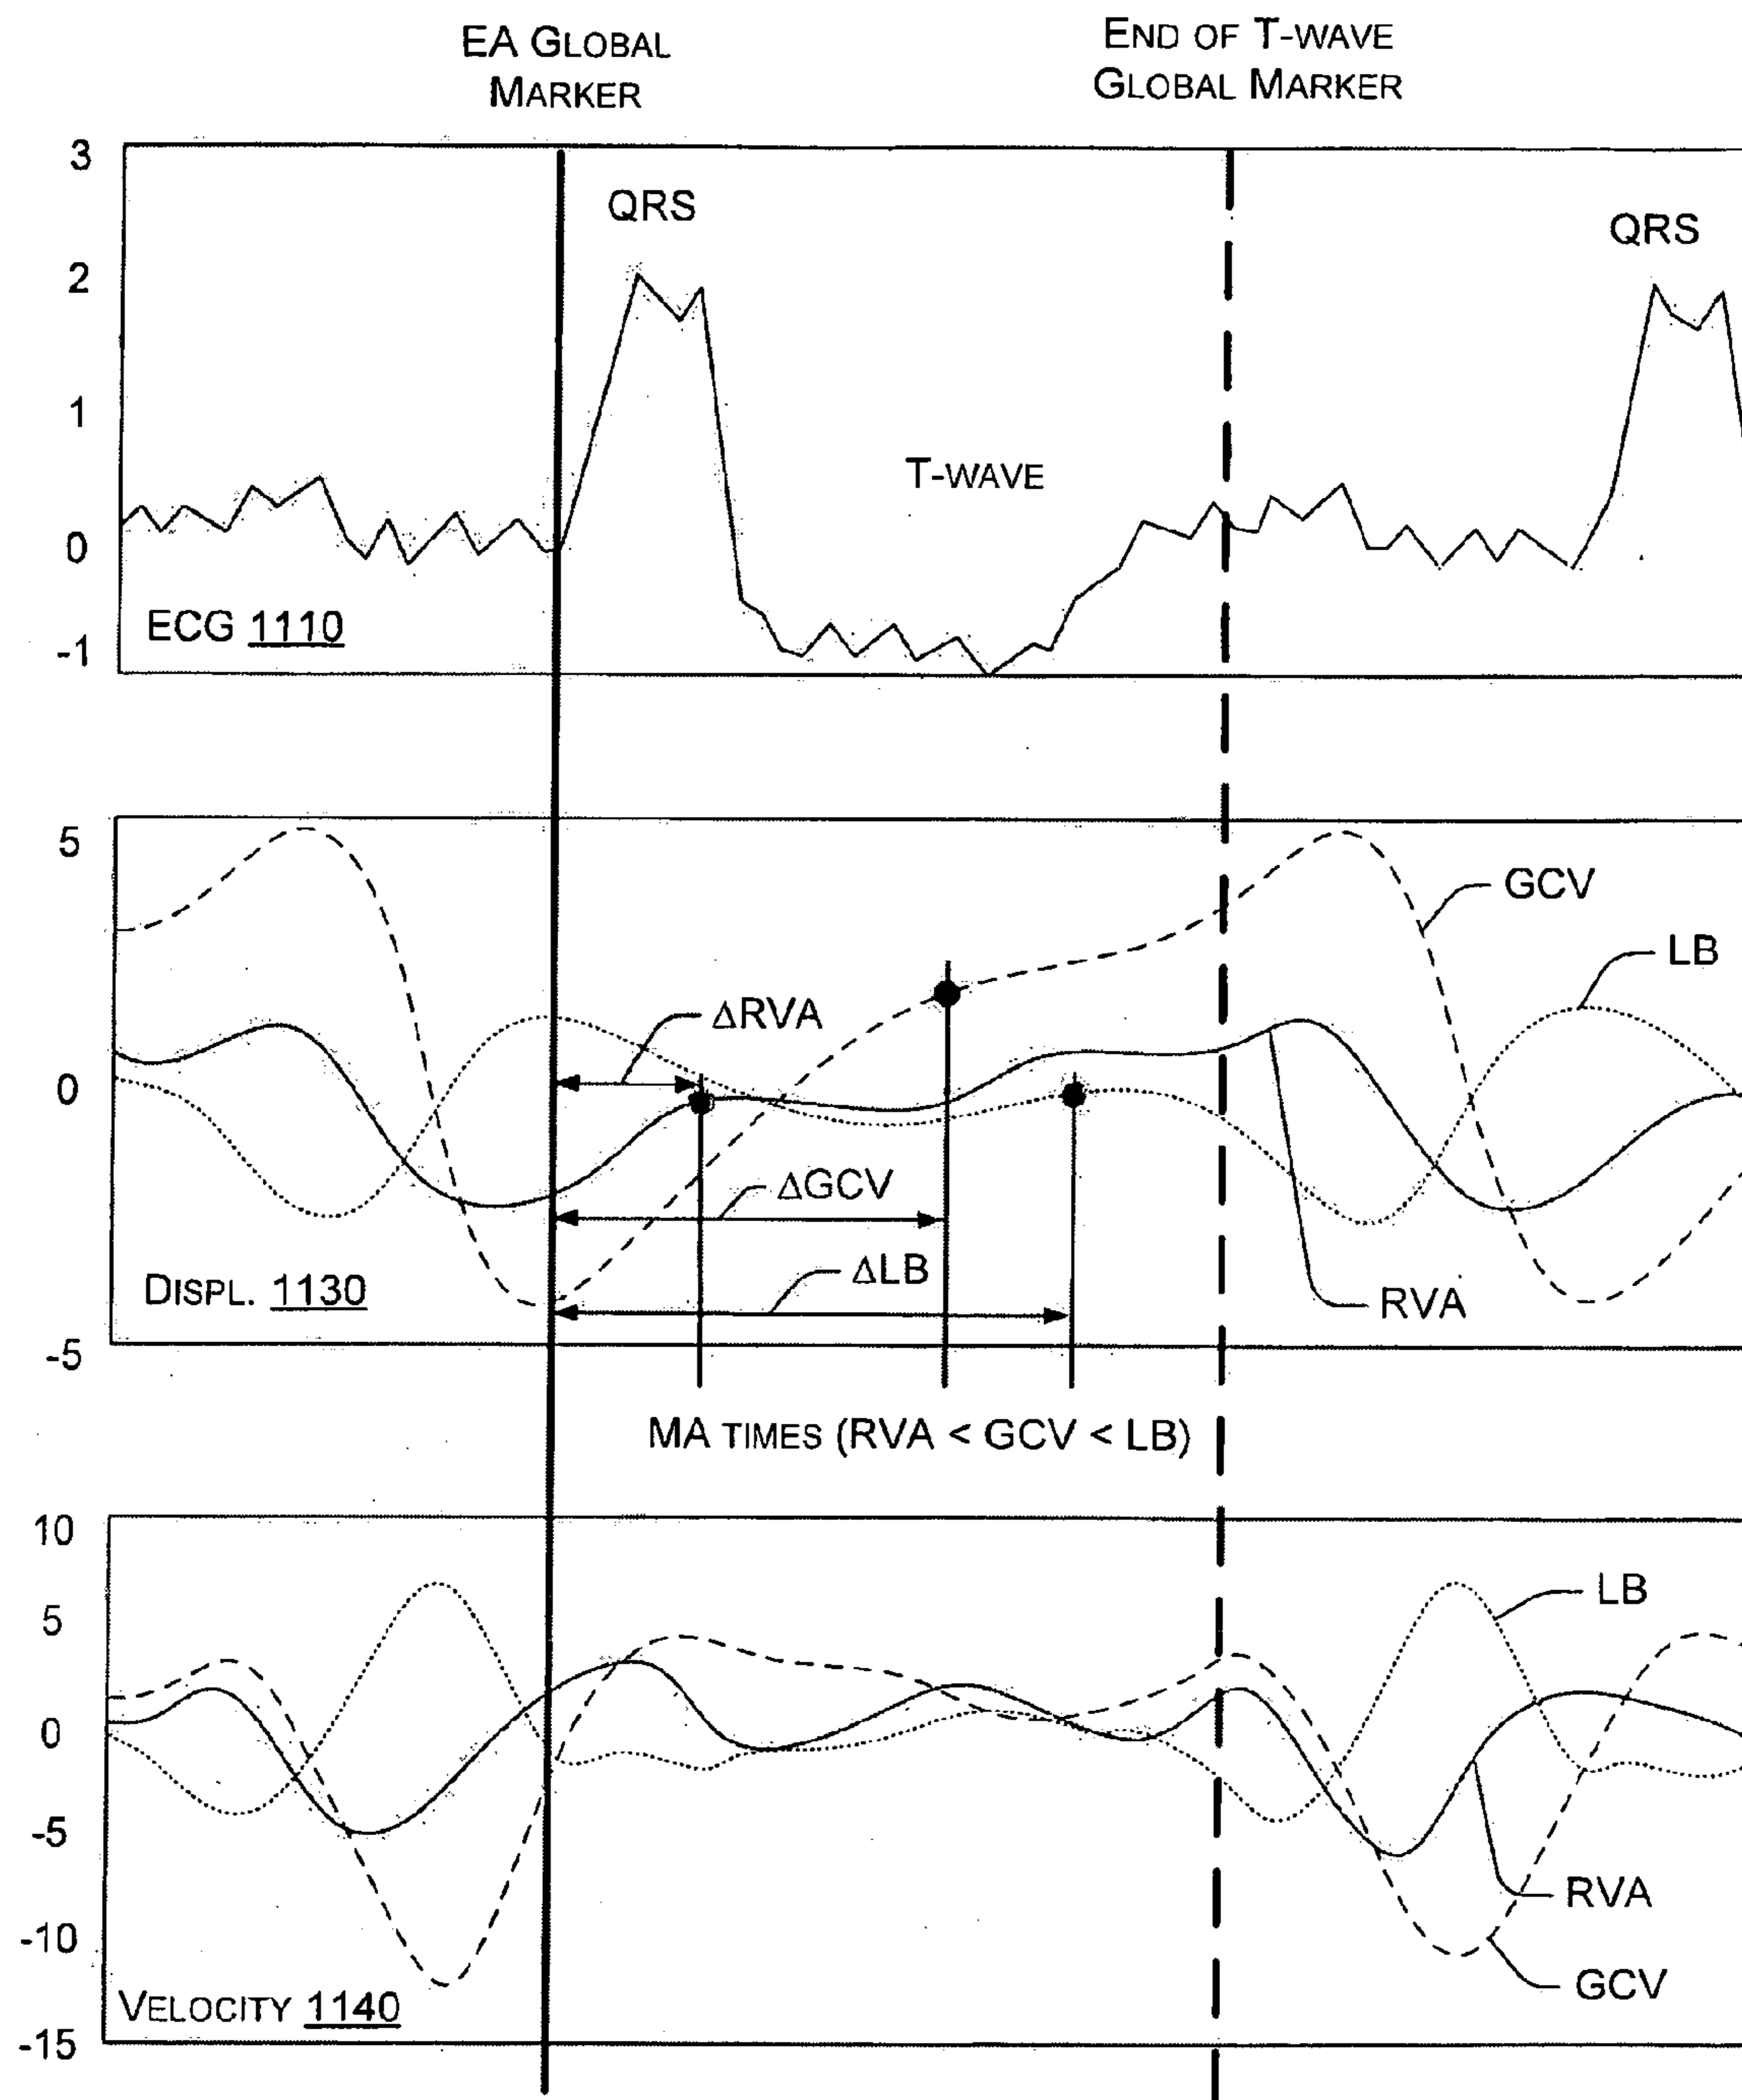 EA GLOBAL
MARKER
END OF T-WAVE
GLOBAL MARKER
3
2
1
0
-1
QRS
QRS
T-WAVE
ECG 1110
5
0
-5
GCV
LB
ΔRVA
ΔGCV
ΔLB
RVA
DISPL. 1130
MA TIMES (RVA < GCV < LB)
10
5
0
-5
-10
-15
LB
RVA
GCV
VELOCITY 1140